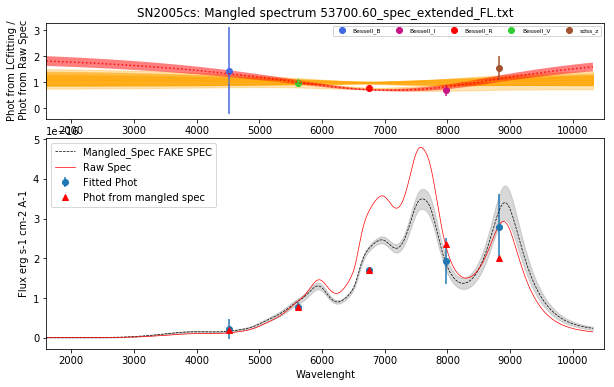 SN2005cs: Mangled spectrum 53700.60_spec_extended_FL.txt
Phot from LCfitting /
Phot from Raw Spec
3
2
1
0
Bessell_B
Bessell_I
Bessell_R
Bessell_V
sdss_z
2000 3000 4000 5000 6000 7000 8000 9000 10000
1e−16
Flux erg s-1 cm-2 A-1
5
4
3
2
1
0
Mangled_Spec FAKE SPEC
Raw Spec
Fitted Phot
Phot from mangled spec
2000 3000 4000 5000 6000 7000 8000 9000 10000
Wavelenght